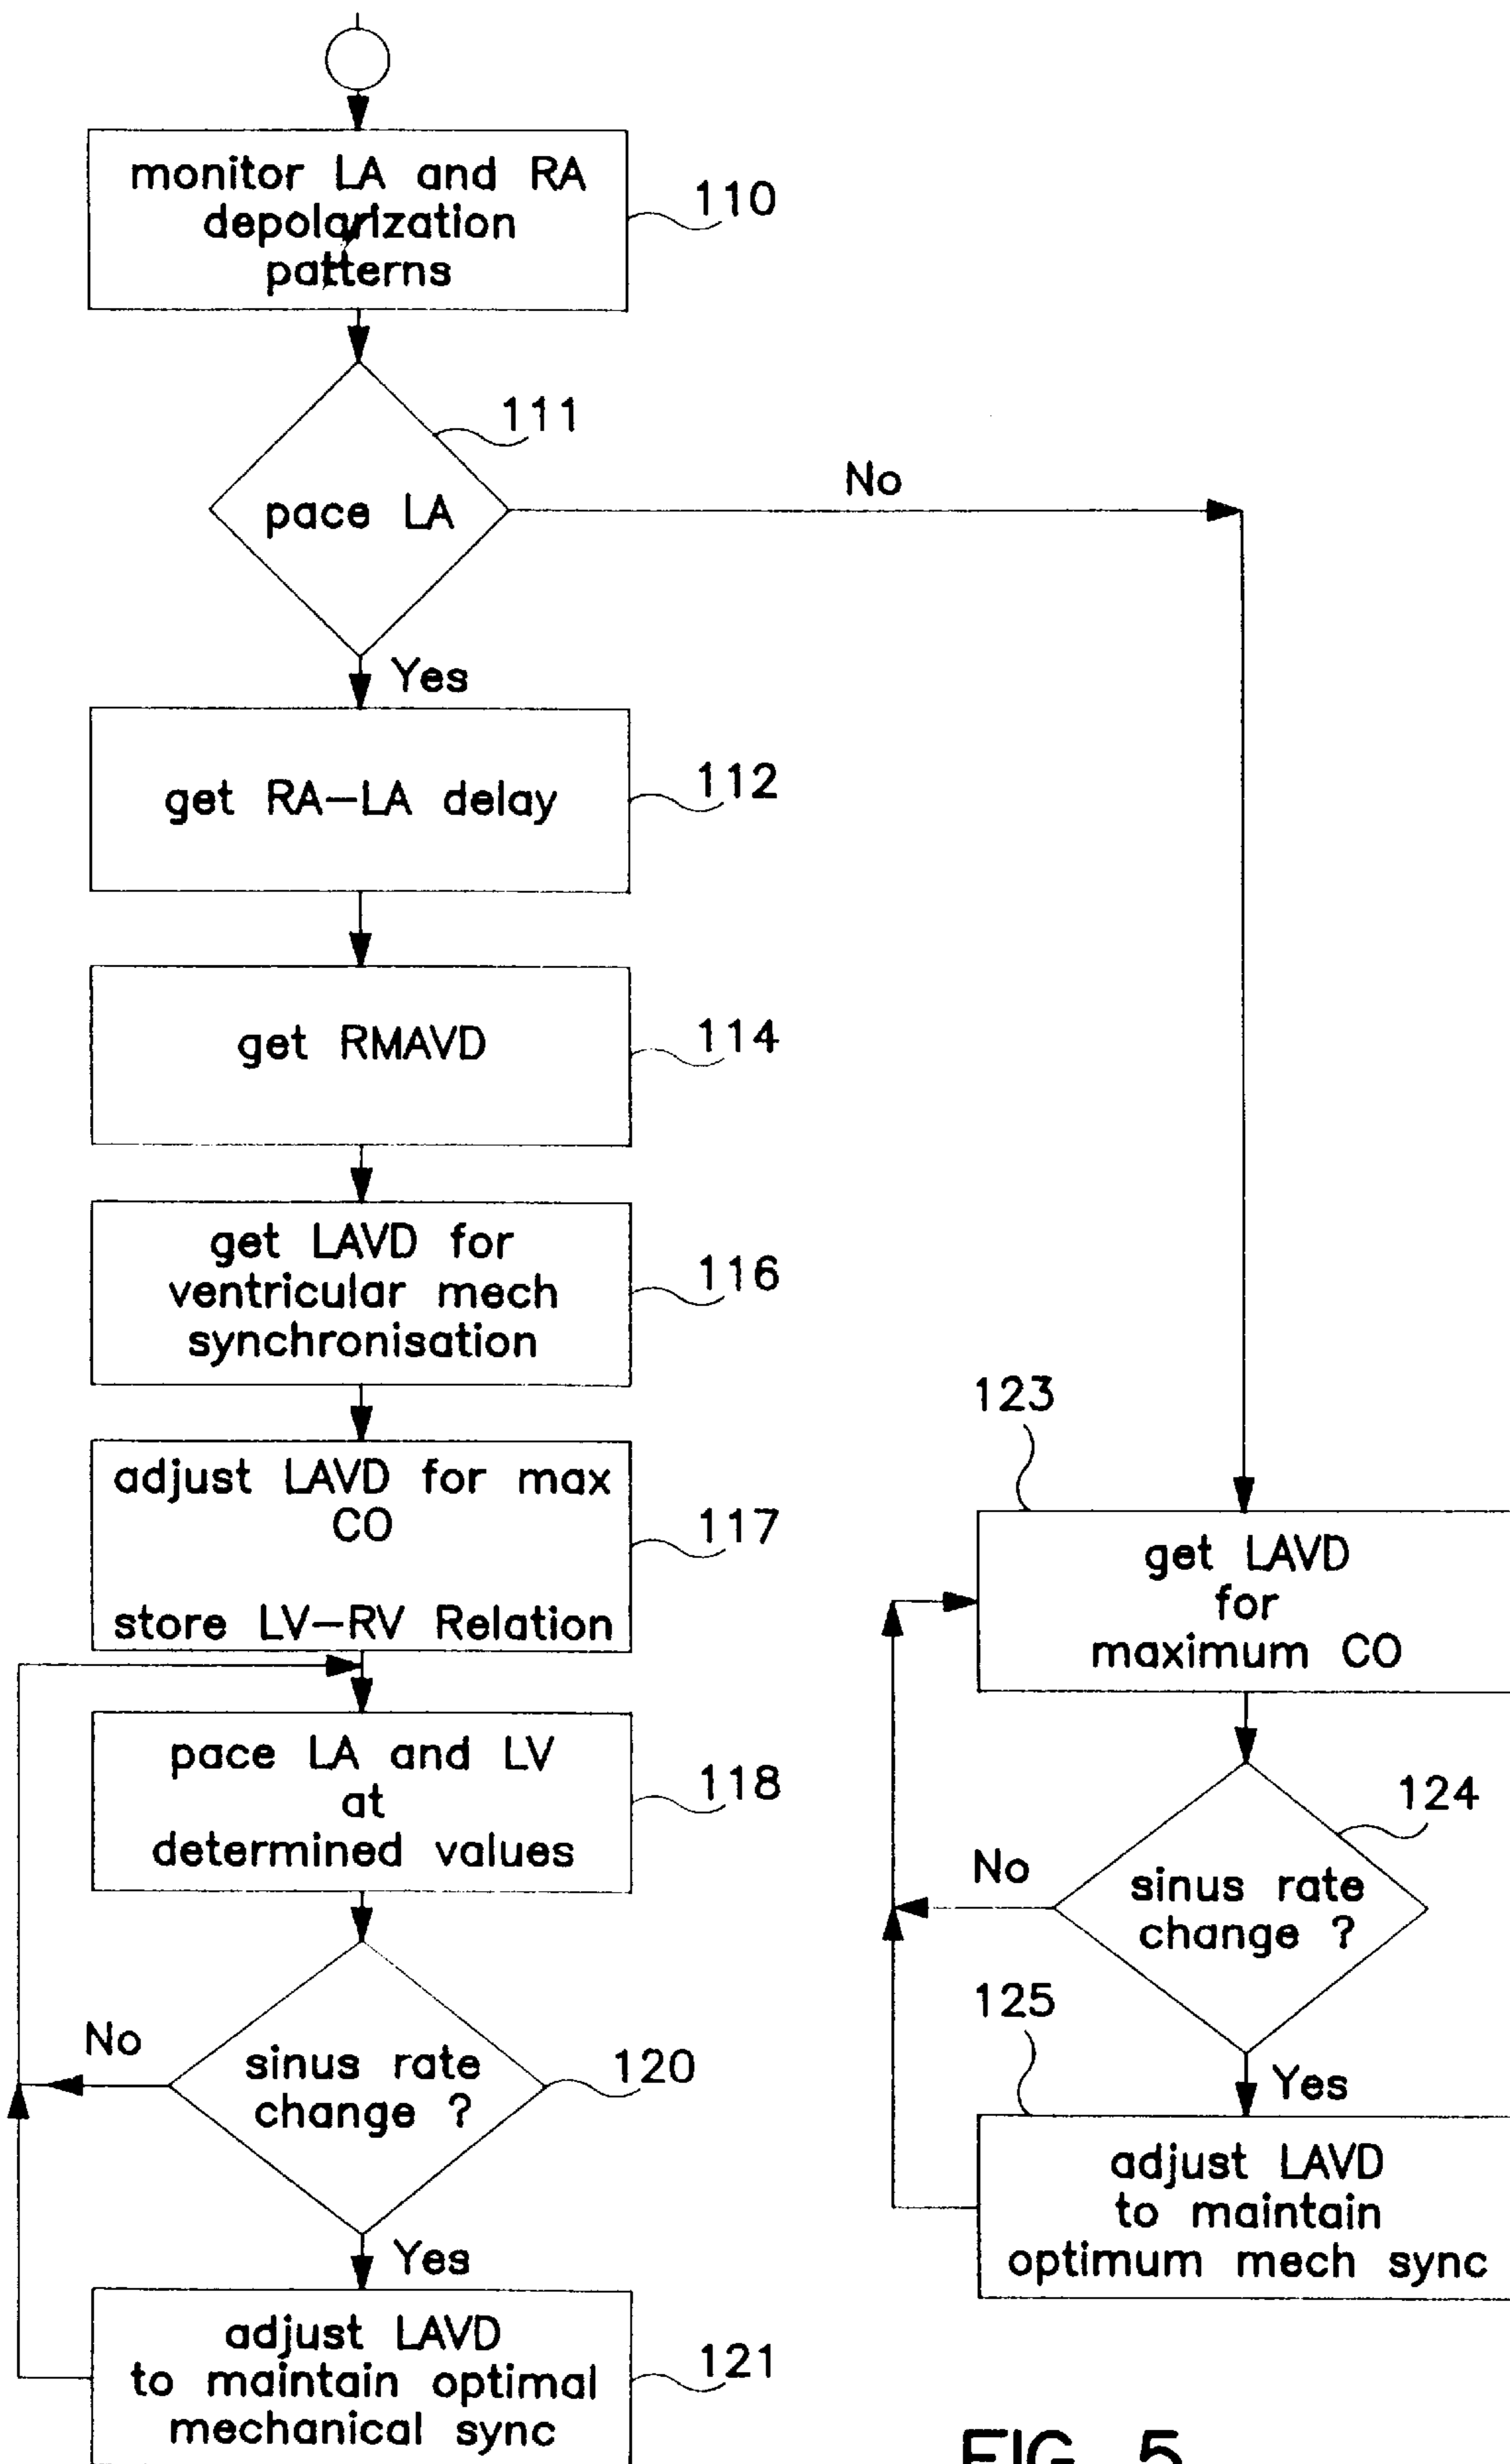 monitor LA and RA
depolarization
patterns
110
111
pace LA
No
Yes
get RA-LA delay
112
get RMAVD
114
get LAVD for
ventricular mech
synchronisation
116
adjust LAVD for max
CO
store LV-RV Relation
117
pace LA and LV
at
determined values
118
sinus rate
change ?
120
No
Yes
adjust LAVD
to maintain optimal
mechanical sync
121
123
get LAVD
for
maximum CO
124
sinus rate
change ?
No
Yes
125
adjust LAVD
to maintain
optimum mech sync
FIG. 5